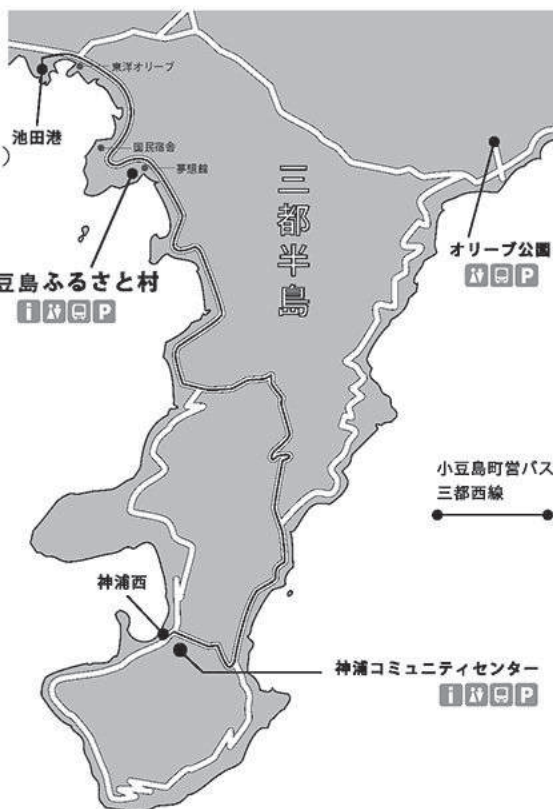 東洋オリーブ
池田港
国民宿舎
夢想館
三都半島
オリーブ公園
P
豆島ふるさと村
i P
小豆島町営バス
三都西線
神浦西
神浦コミュニティセンター
i P